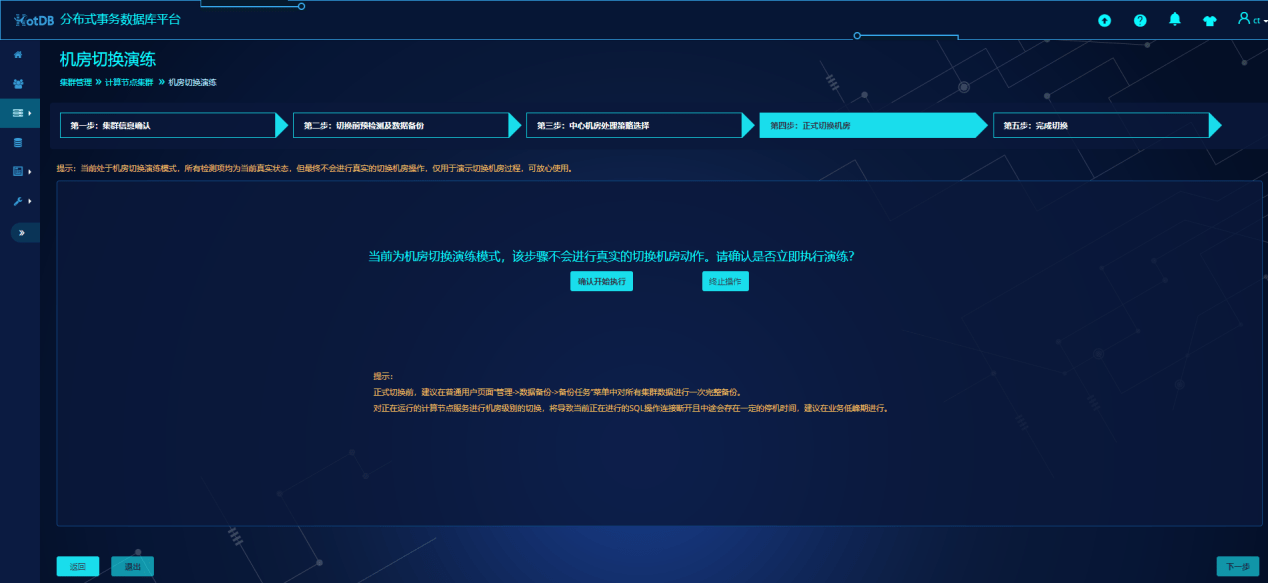 HotDB 分布式事务数据库平台
ct
机房切换演练
集群管理 » 计算节点集群 » 机房切换演练
第一步：集群信息确认
第二步：切换前预检测及数据备份
第三步：中心机房处理策略选择
第四步：正式切换机房
第五步：完成切换
提示：当前处于机房切换演练模式，所有检测项均为当前真实状态，但最终不会进行真实的切换机房操作，仅用于演示切换机房过程，可放心使用。
当前为机房切换演练模式，该步骤不会进行真实的切换机房动作。请确认是否立即执行演练?
确认开始执行
终止操作
提示：
正式切换前，建议在普通用户页面"管理->数据备份->备份任务"菜单中对所有集群数据进行一次完整备份。
对正在运行的计算节点服务进行机房级别的切换，将导致当前正在进行的SQL操作连接断开且中途会存在一定的停机时间，建议在业务低峰期进行。
返回
退出
下一步